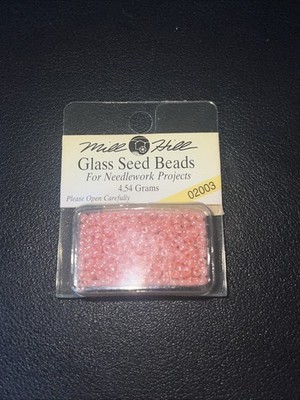 Mill Hill
Glass Seed Beads
For Needlework Projects
4.54 Grams
Please Open Carefully
02003